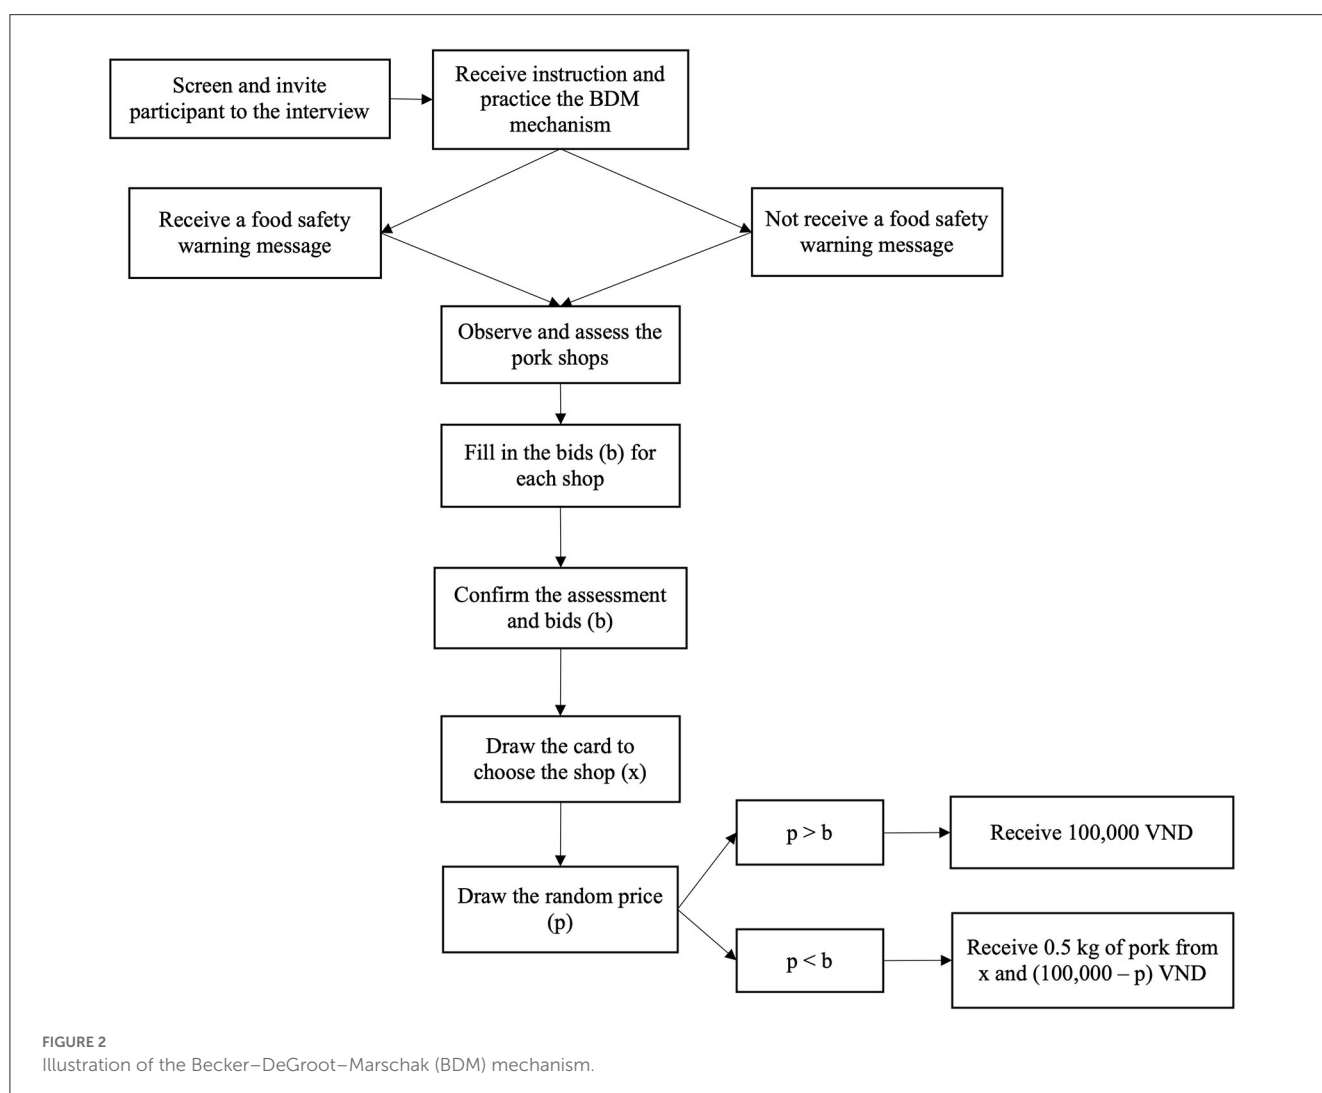 Screen and invite
participant to the interview
Receive instruction and
practice the BDM
mechanism
Receive a food safety
warning message
Not receive a food safety
warning message
Observe and assess the
pork shops
Fill in the bids (b) for
each shop
Confirm the assessment
and bids (b)
Draw the card to
choose the shop (x)
Draw the random price
(p)
p > b
Receive 100,000 VND
p < b
Receive 0.5 kg of pork from
x and (100,000 – p) VND
FIGURE 2
Illustration of the Becker–DeGroot–Marschak (BDM) mechanism.